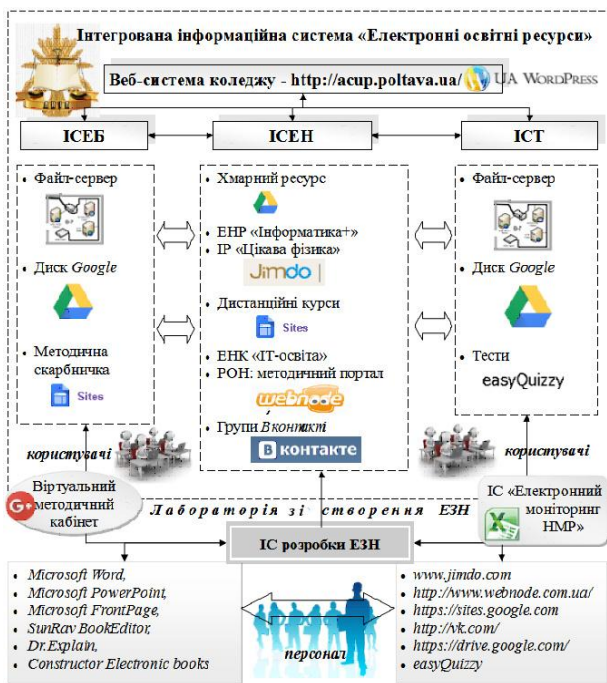 Інтегрована інформаційна система «Електронні освітні ресурси»
Веб-система коледжу - http://acup.poltava.ua/ UA WORDPRESS
ІСЕБ
ІСЕН
ІСТ
• Файл-сервер
• Диск Google
• Методична
скарбничка
Sites
• Хмарний ресурс
• ЕНР «Інформатика+»
• ІР «Цікава фізика»
Jimdo
• Дистанційні курси
Sites
• ЕНК «ІТ-освіта»
• РОН: методичний портал
webnode
• Групи Вконтакті
В контакте
• Файл-сервер
• Диск Google
• Тести
easyQuizzy
користувачі
користувачі
G+ Віртуальний
методичний
кабінет
Лабораторія зі створення ЕЗН
ІС «Електронний
моніторинг
НМР»
ІС розробки ЕЗН
• Microsoft Word,
• Microsoft PowerPoint,
• Microsoft FrontPage,
• SunRav BookEditor,
• Dr.Explain,
• Constructor Electronic books
персонал
• www.jimdo.com
• http://www.webnode.com.ua/
• https://sites.google.com
• http://vk.com/
• https://drive.google.com/
• easyQuizzy